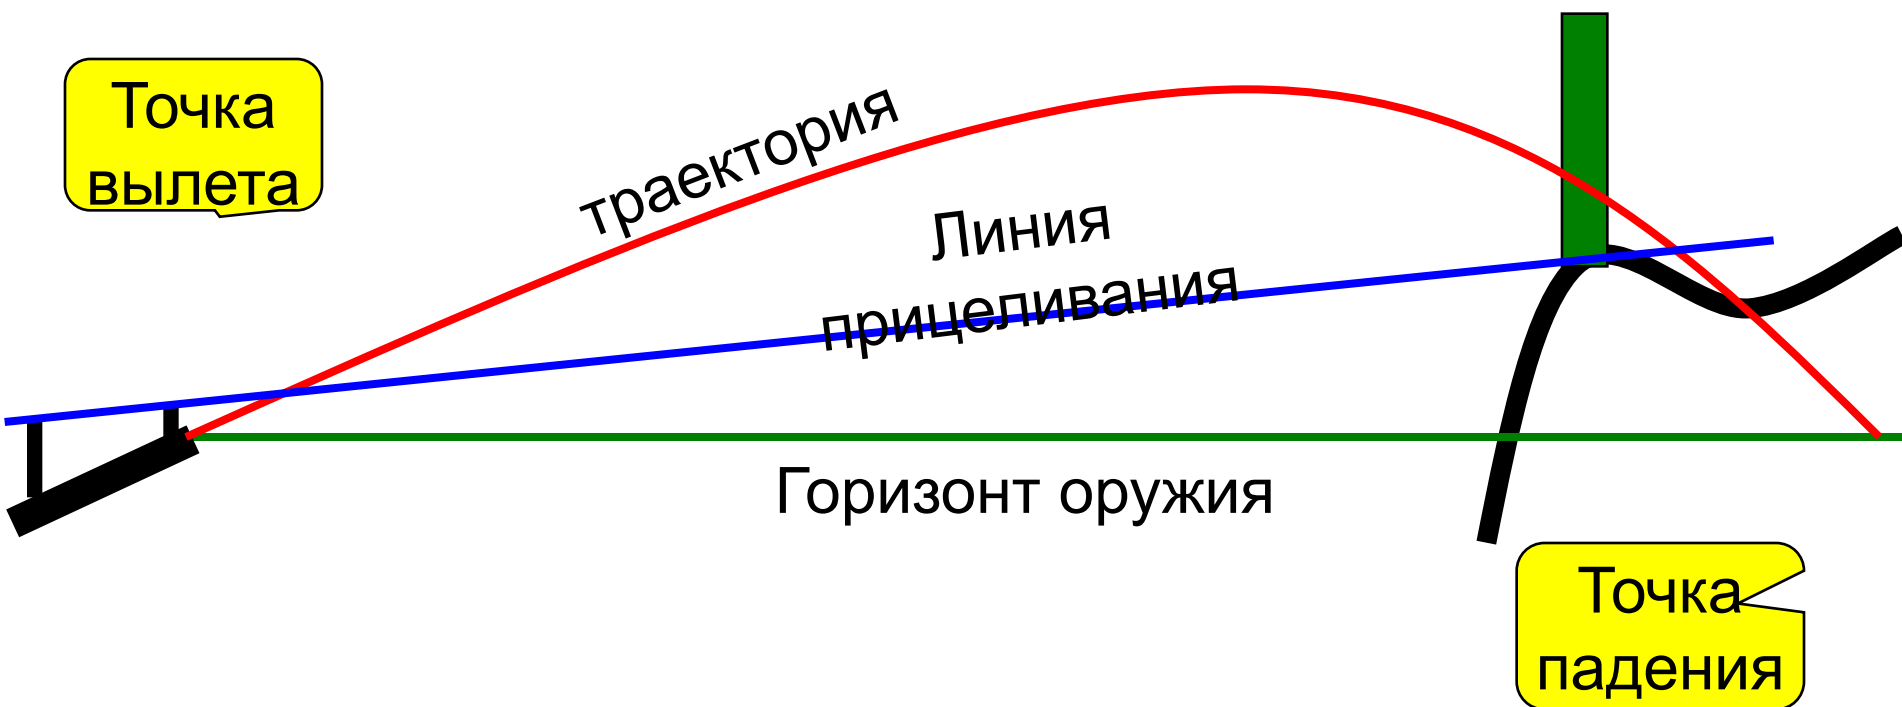 Точка
вылета
траектория
Линия
прицеливания
Горизонт оружия
Точка
падения